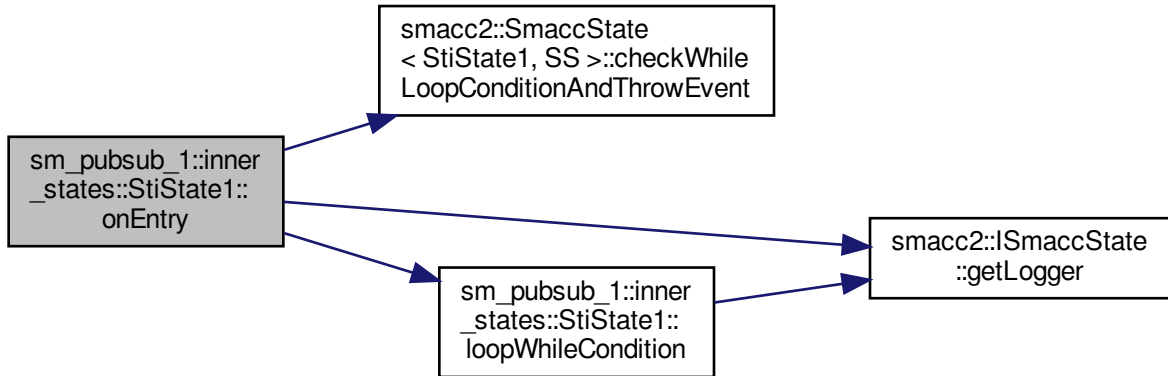 smacc2::SmaccState
< StiState1, SS >::checkWhile
LoopConditionAndThrowEvent
sm_pubsub_1::inner
_states::StiState1::
onEntry
smacc2::ISmaccState
::getLogger
sm_pubsub_1::inner
_states::StiState1::
loopWhileCondition